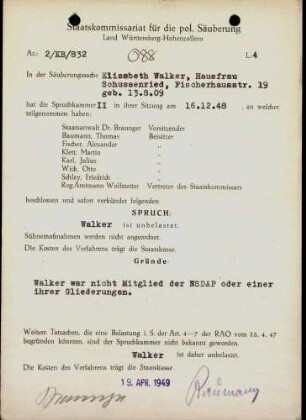 Staatskommissariat für die pol. Säuberung
Land Württemberg-Hohenzollern
Az: 2/KB/832
088
L:4
In der Säuberungssache Elisabeth Walker, Hausfrau
Schussenried, Fischerhausstr. 19
geb. 13.8.09
hat die Spruchkammer II in ihrer Sitzung am 16.12.48, an welcher
teilgenommen haben:
Staatsanwalt Dr. Braunger Vorsitzender
Baumann, Thomas Beisitzer
Fischer, Alexander "
Klett, Martin "
Karl, Julius "
Wick, Otto "
Schley, Friedrich "
Reg.Amtmann Walfstetter Vertreter des Staatskommissars
beschlossen und sofort verkündet folgenden
SPRUCH:
Walker ist unbelastet.
Sühnemaßnahmen werden nicht angeordnet.
Die Kosten des Verfahrens trägt die Staatskasse.
Gründe:
Walker war nicht Mitglied der NSDAP oder einer
ihrer Gliederungen.
Weitere Tatsachen, die eine Belastung i. S. der Art. 4—7 der RAO vom 25. 4. 47
begründen könnten, sind der Spruchkammer nicht bekannt geworden.
Walker ist daher unbelastet.
Die Kosten des Verfahrens trägt die Staatskasse
19. APR. 1949